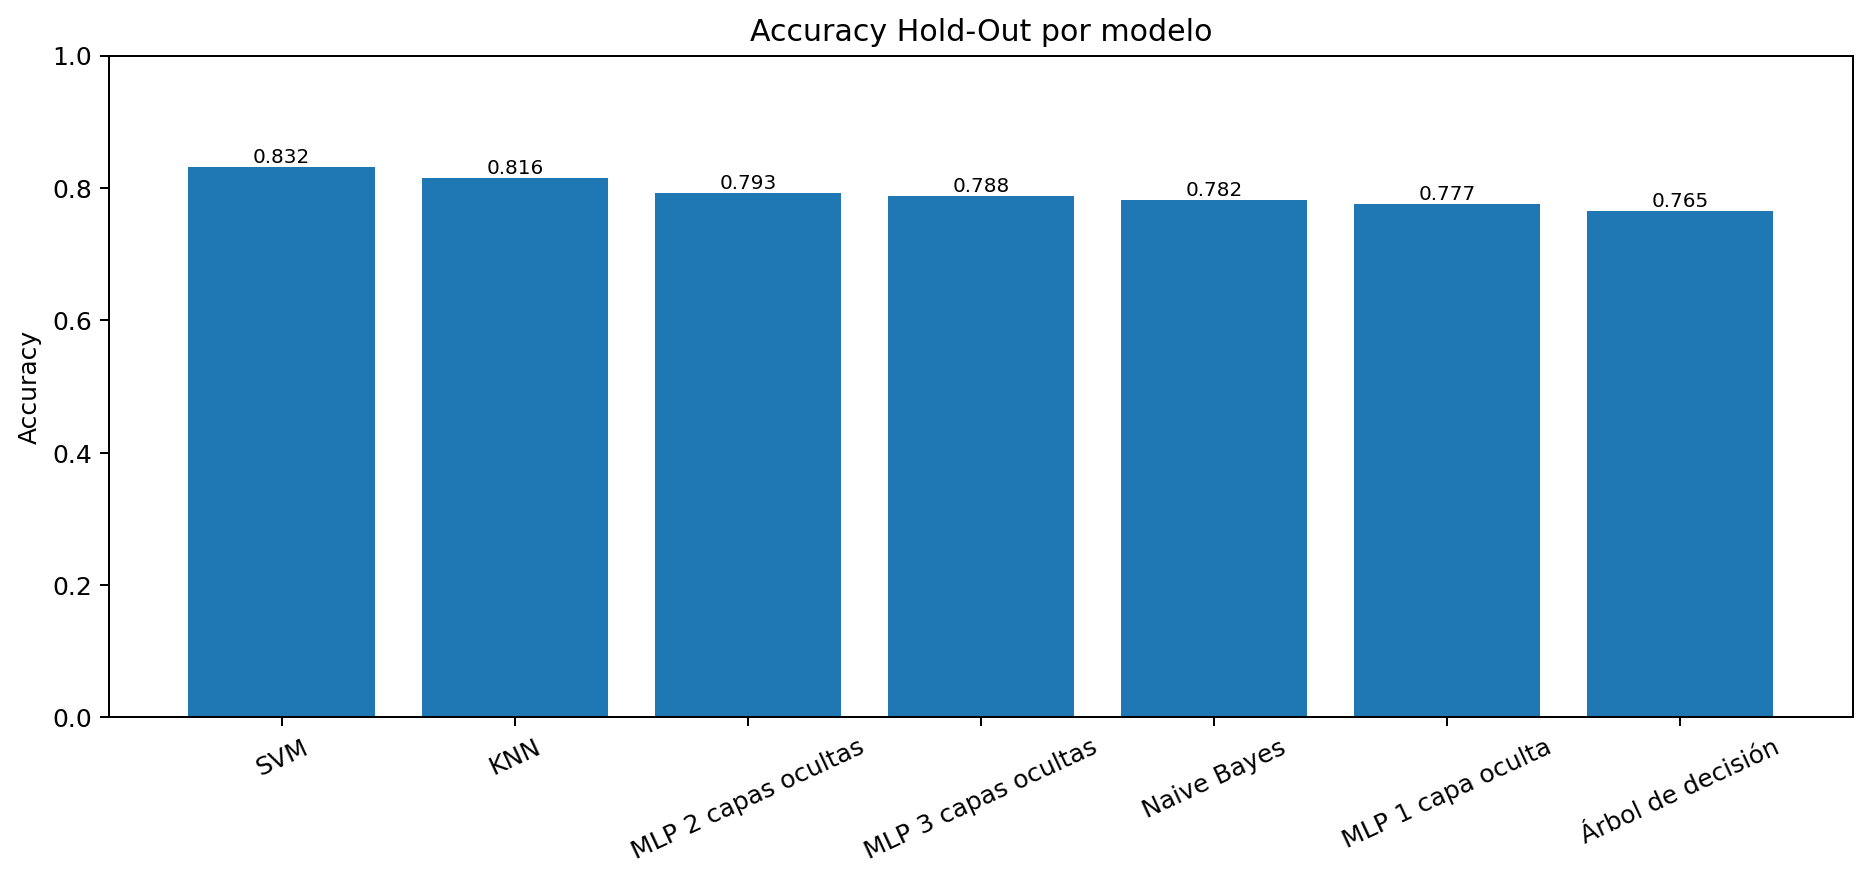 Accuracy Hold-Out por modelo
1.0
0.8
0.6
0.4
0.2
0.0
Accuracy
0.832
0.816
0.793
0.788
0.782
0.777
0.765
SVM
KNN
MLP 2 capas ocultas
MLP 3 capas ocultas
Naive Bayes
MLP 1 capa oculta
Árbol de decisión